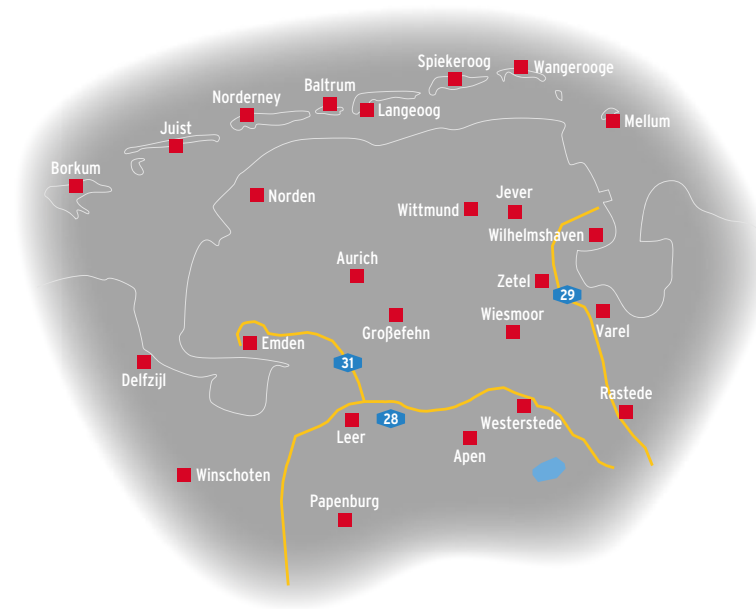 Spiekeroog
Wangerooge
Baltrum
Norderney
Langeoog
Mellum
Juist
Borkum
Norden
Jever
Wittmund
Wilhelmshaven
Aurich
Zetel
29
Großefehn
Wiesmoor
Varel
Emden
31
Delfzijl
Rastede
28
Westerstede
Leer
Apen
Winschoten
Papenburg